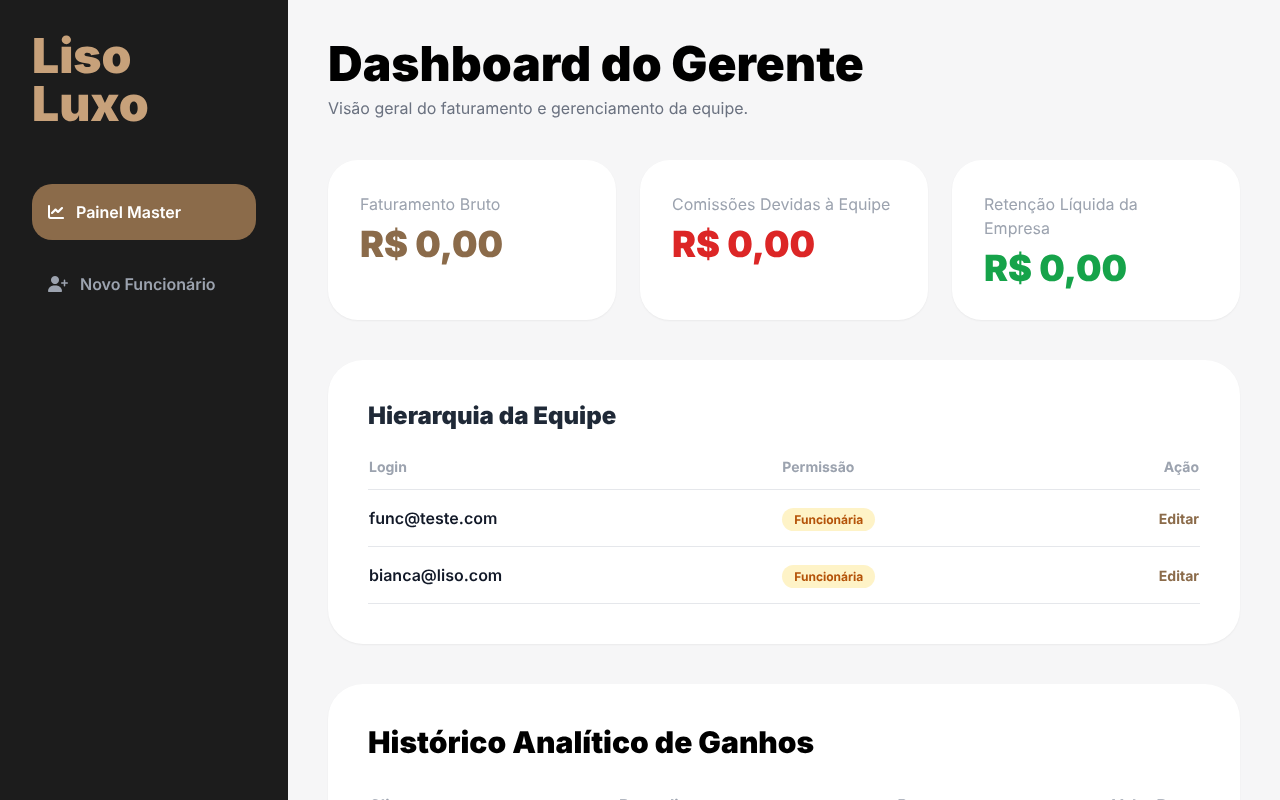 Liso
Luxo
Painel Master
Novo Funcionário
Dashboard do Gerente
Visão geral do faturamento e gerenciamento da equipe.
Faturamento Bruto
R$ 0,00
Comissões Devidas à Equipe
R$ 0,00
Retenção Líquida da
Empresa
R$ 0,00
Hierarquia da Equipe
Login Permissão Ação
func@teste.com Funcionária Editar
bianca@liso.com Funcionária Editar
Histórico Analítico de Ganhos